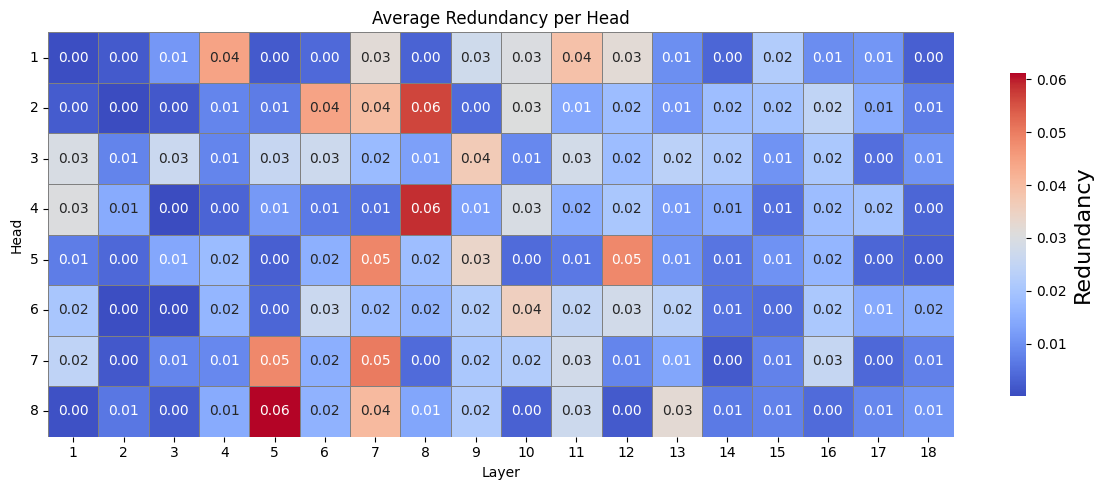 Average Redundancy per Head
1 0.00 0.00 0.01 0.04 0.00 0.00 0.03 0.00 0.03 0.03 0.04 0.03 0.01 0.00 0.02 0.01 0.01 0.00
2 0.00 0.00 0.00 0.01 0.01 0.04 0.04 0.06 0.00 0.03 0.01 0.02 0.01 0.02 0.02 0.02 0.01 0.01
3 0.03 0.01 0.03 0.01 0.03 0.03 0.02 0.01 0.04 0.01 0.03 0.02 0.02 0.02 0.01 0.02 0.00 0.01
4 0.03 0.01 0.00 0.00 0.01 0.01 0.01 0.06 0.01 0.03 0.02 0.02 0.01 0.01 0.00 0.02 0.02 0.00
5 0.01 0.00 0.01 0.02 0.00 0.02 0.05 0.02 0.03 0.00 0.01 0.05 0.01 0.01 0.01 0.02 0.00 0.00
6 0.02 0.00 0.00 0.02 0.00 0.03 0.02 0.02 0.02 0.04 0.02 0.03 0.02 0.01 0.00 0.02 0.01 0.02
7 0.02 0.00 0.01 0.01 0.05 0.02 0.05 0.00 0.02 0.02 0.03 0.01 0.01 0.00 0.01 0.03 0.00 0.01
8 0.00 0.01 0.00 0.01 0.06 0.02 0.04 0.01 0.02 0.00 0.03 0.00 0.03 0.01 0.01 0.00 0.01 0.01
1 2 3 4 5 6 7 8 9 10 11 12 13 14 15 16 17 18
Layer
Head
0.06
0.05
0.04
0.03
0.02
0.01
Redundancy